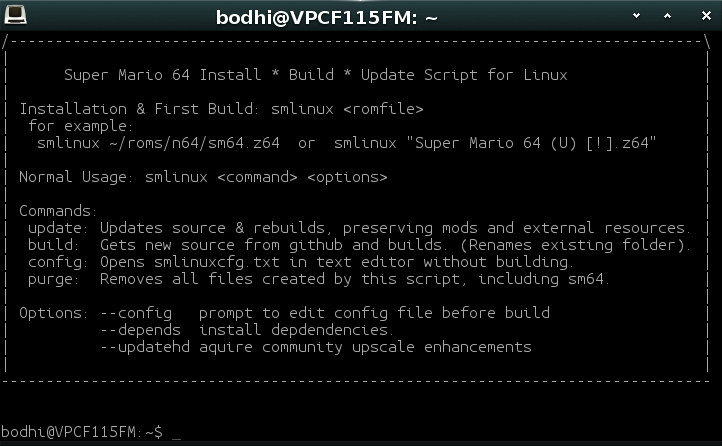 bodhi@VPCF115FM: ~
/-----------------------------------------------------------------------------\
| Super Mario 64 Install * Build * Update Script for Linux |
| Installation & First Build: smlinux <romfile> |
| for example: |
| smlinux ~/roms/n64/sm64.z64 or smlinux "Super Mario 64 (U) [!].z64" |
| Normal Usage: smlinux <command> <options> |
| Commands: |
| update: Updates source & rebuilds, preserving mods and external resources. |
| build: Gets new source from github and builds. (Renames existing folder). |
| config: Opens smlinuxcfg.txt in text editor without building. |
| purge: Removes all files created by this script, including sm64. |
| Options: --config prompt to edit config file before build |
| --depends install depdendencies. |
| --updatehd aquire community upscale enhancements |
-------------------------------------------------------------------------------
bodhi@VPCF115FM:~$ _